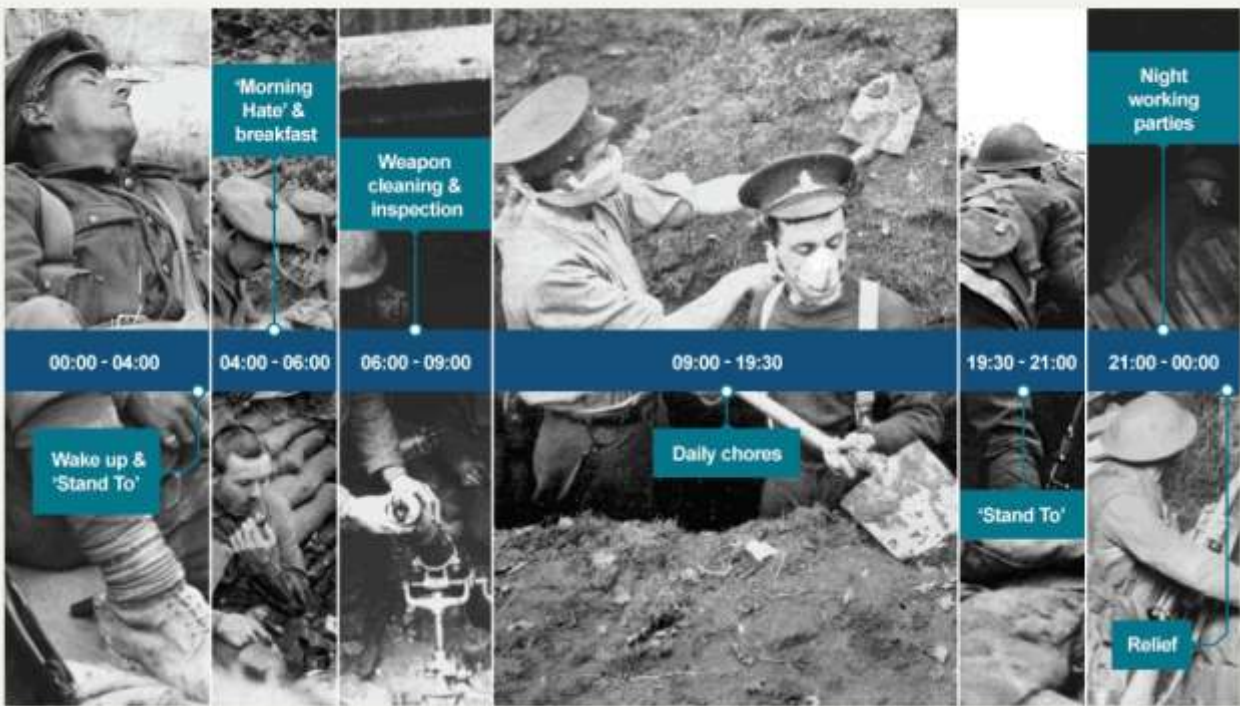 'Morning
Hate' &
breakfast
Weapon
cleaning &
inspection
Night
working
parties
00:00 - 04:00
04:00 - 06:00
06:00 - 09:00
09:00 - 19:30
19:30 - 21:00
21:00 - 00:00
Wake up &
'Stand To'
Daily chores
'Stand To'
Relief